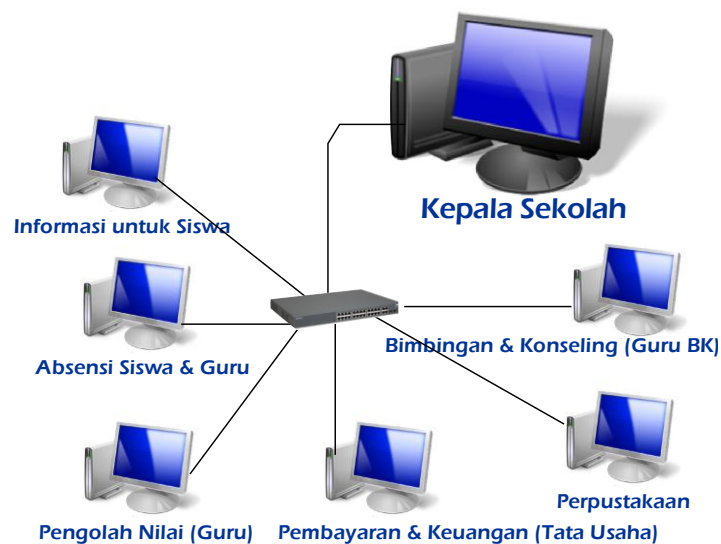 Kepala Sekolah
Informasi untuk Siswa
Bimbingan & Konseling (Guru BK)
Absensi Siswa & Guru
Perpustakaan
Pengolah Nilai (Guru)
Pembayaran & Keuangan (Tata Usaha)